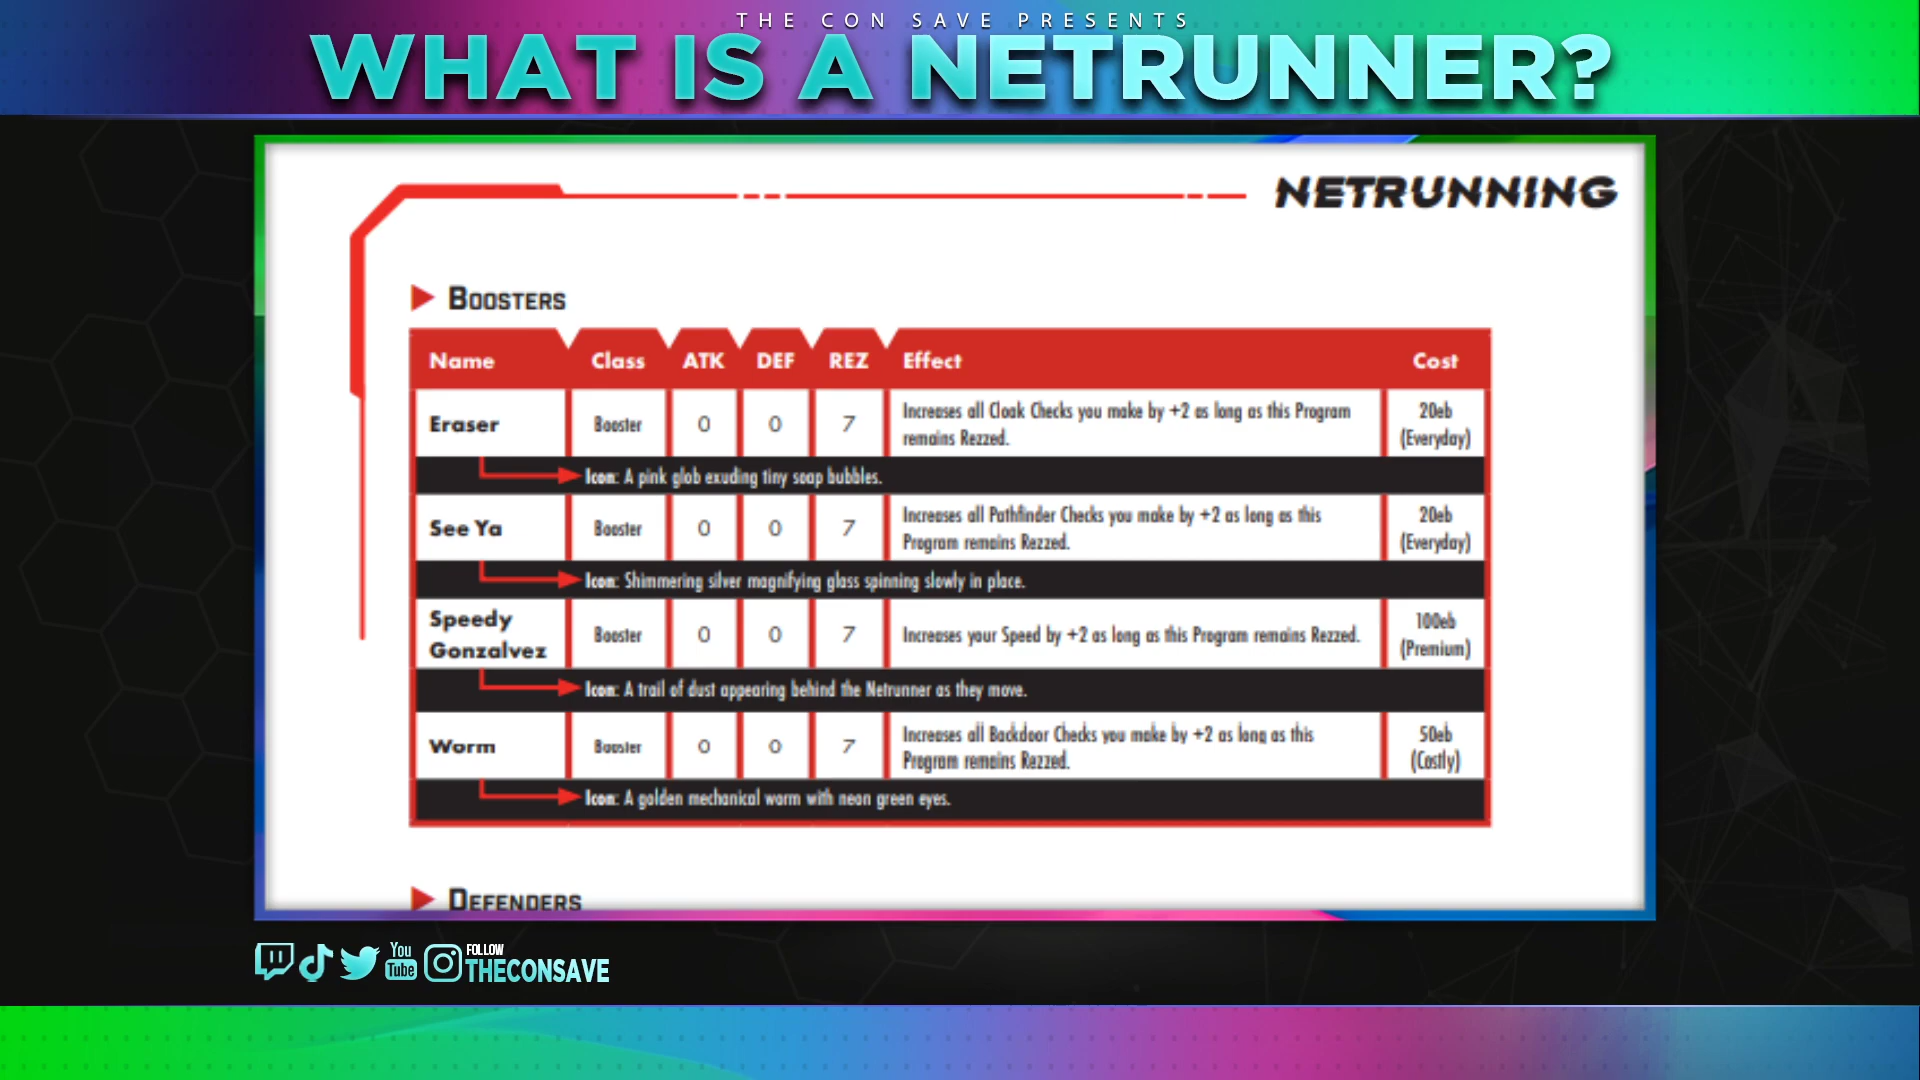 THE CON SAVE PRESENTS
WHAT IS A NETRUNNER?
NETRUNNING
BOOSTERS
Name Class ATK DEF REZ Effect Cost
Eraser Booster 0 0 7 Increases all Cloak Checks you make by +2 as long as this Program 20eb
remains Rezzed. (Everyday)
Icon: A pink glob exuding tiny soap bubbles.
See Ya Booster 0 0 7 Increases all Pathfinder Checks you make by +2 as long as this 20eb
Program remains Rezzed. (Everyday)
Icon: Shimmering silver magnifying glass spinning slowly in place.
Speedy
Gonzalvez Booster 0 0 7 Increases your Speed by +2 as long as this Program remains Rezzed. 100eb
(Premium)
Icon: A trail of dust appearing behind the Netrunner as they move.
Worm Booster 0 0 7 Increases all Backdoor Checks you make by +2 as long as this 50eb
Program remains Rezzed. (Costly)
Icon: A golden mechanical worm with neon green eyes.
DEFENDERS
You
Tube
FOLLOW
THECONSAVE